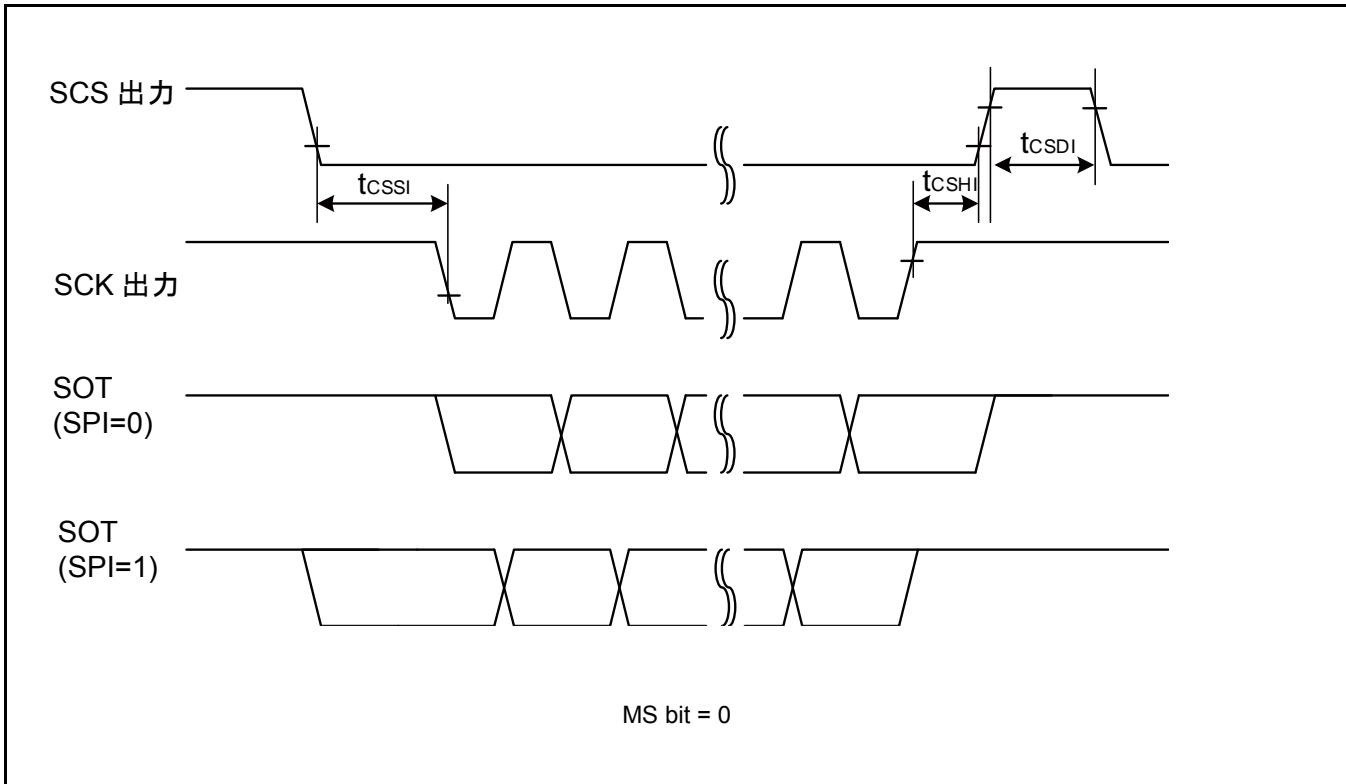 SCS 出力
tCSDI
tCSSI
tCSHI
SCK 出力
SOT
(SPI=0)
SOT
(SPI=1)
MS bit = 0